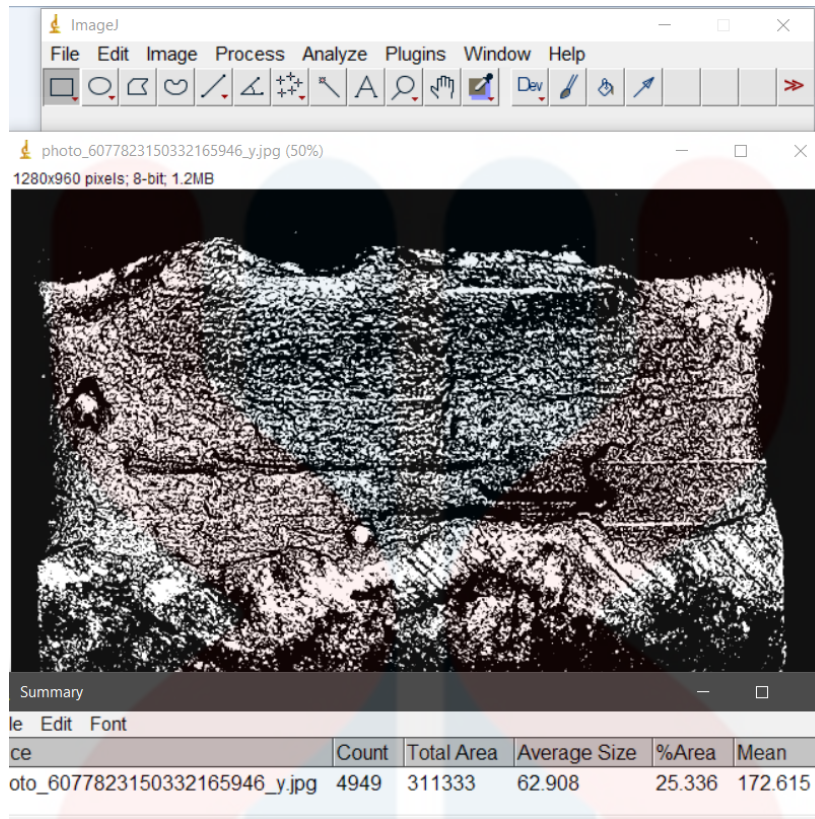 ImageJ
File Edit Image Process Analyze Plugins Window Help
A Dev
photo_6077823150332165946_y.jpg (50%)
1280x960 pixels; 8-bit; 1.2MB
Summary
le Edit Font
ce Count Total Area Average Size %Area Mean
oto_6077823150332165946_y.jpg 4949 311333 62.908 25.336 172.615